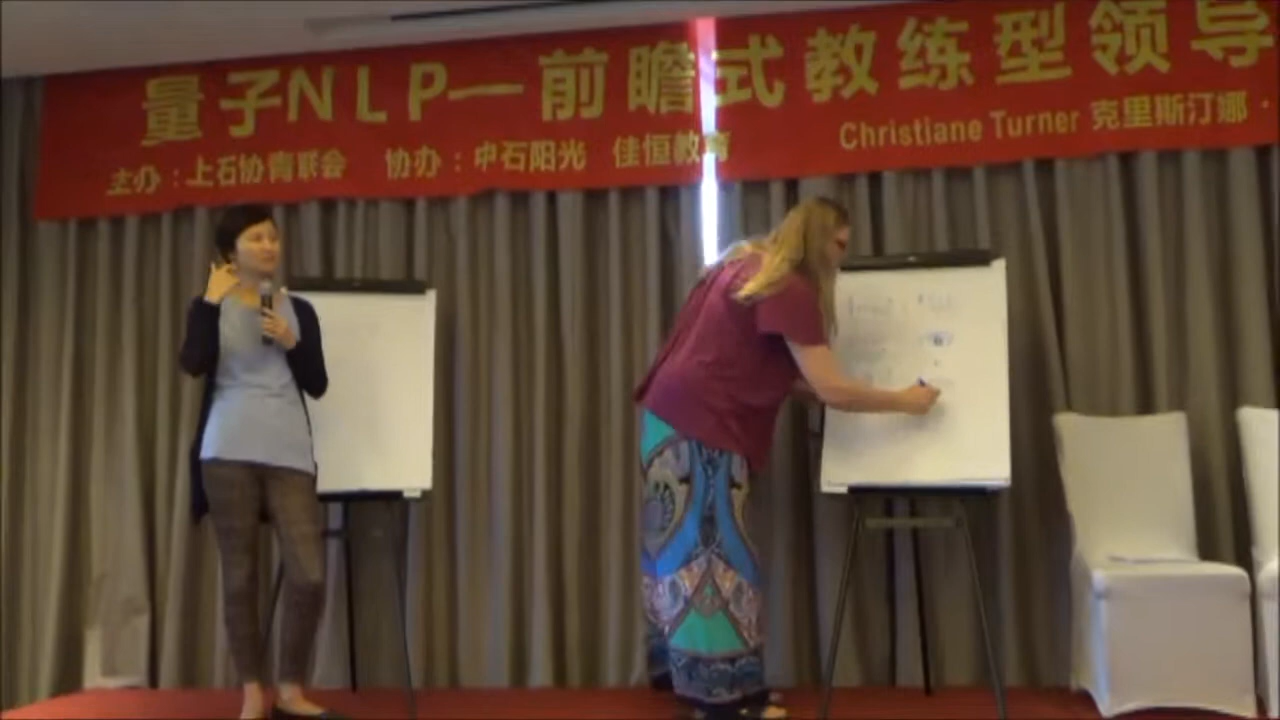 量子NLP—前瞻式教练型领导
主办：上石协青联会 协办：中石阳光 佳恒教育 Christiane Turner 克里斯汀娜 ·